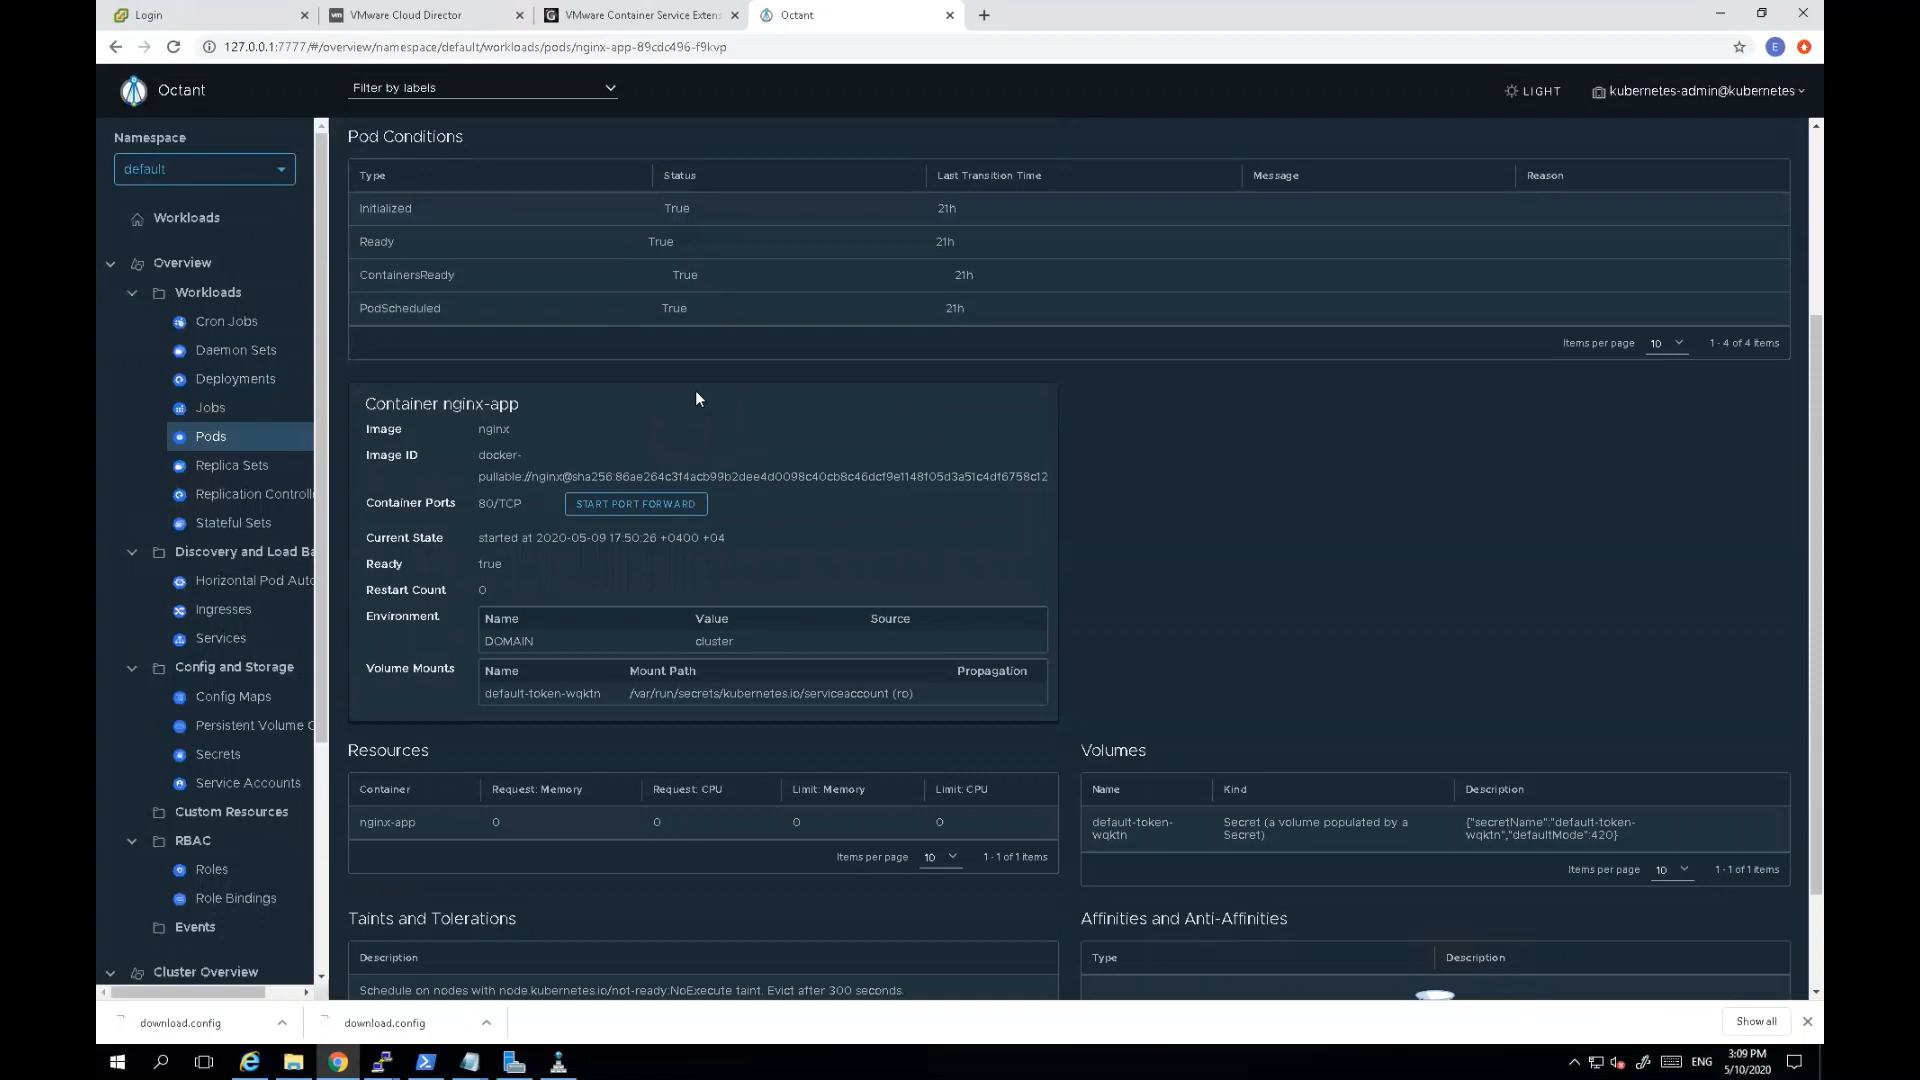 Login
VMware Cloud Director
VMware Container Service Exten
Octant
127.0.0.1:7777/#/overview/namespace/default/workloads/pods/nginx-app-89cdc496-f9kvp
E
Octant
Filter by labels
LIGHT
kubernetes-admin@kubernetes
Namespace
default
Workloads
Overview
Workloads
Cron Jobs
Daemon Sets
Deployments
Jobs
Pods
Replica Sets
Replication Controlle
Stateful Sets
Discovery and Load Ba
Horizontal Pod Auto
Ingresses
Services
Config and Storage
Config Maps
Persistent Volume C
Secrets
Service Accounts
Custom Resources
RBAC
Roles
Role Bindings
Events
Cluster Overview
Pod Conditions
Type Status Last Transition Time Message Reason
Initialized True 21h
Ready True 21h
ContainersReady True 21h
PodScheduled True 21h
Items per page 10 1 - 4 of 4 items
Container nginx-app
Image nginx
Image ID docker-
pullable://nginx@sha256:86ae264c3f4acb99b2dee4d0098c40cb8c46dcf9e1148f05d3a51c4df6758c12
Container Ports 80/TCP START PORT FORWARD
Current State started at 2020-05-09 17:50:26 +0400 +04
Ready true
Restart Count 0
Environment Name Value Source
DOMAIN cluster
Volume Mounts Name Mount Path Propagation
default-token-wqktn /var/run/secrets/kubernetes.io/serviceaccount (ro)
Resources
Container Request: Memory Request: CPU Limit: Memory Limit: CPU
nginx-app 0 0 0 0
Items per page 10 1 - 1 of 1 items
Volumes
Name Kind Description
default-token-
wqktn
Secret (a volume populated by a
Secret)
{"secretName":"default-token-
wqktn","defaultMode":420}
Items per page 10 1 - 1 of 1 items
Taints and Tolerations
Description
Schedule on nodes with node.kubernetes.io/not-ready:NoExecute taint. Evict after 300 seconds.
Affinities and Anti-Affinities
Type Description
download.config
download.config
Show all
ENG
3:09 PM
5/10/2020